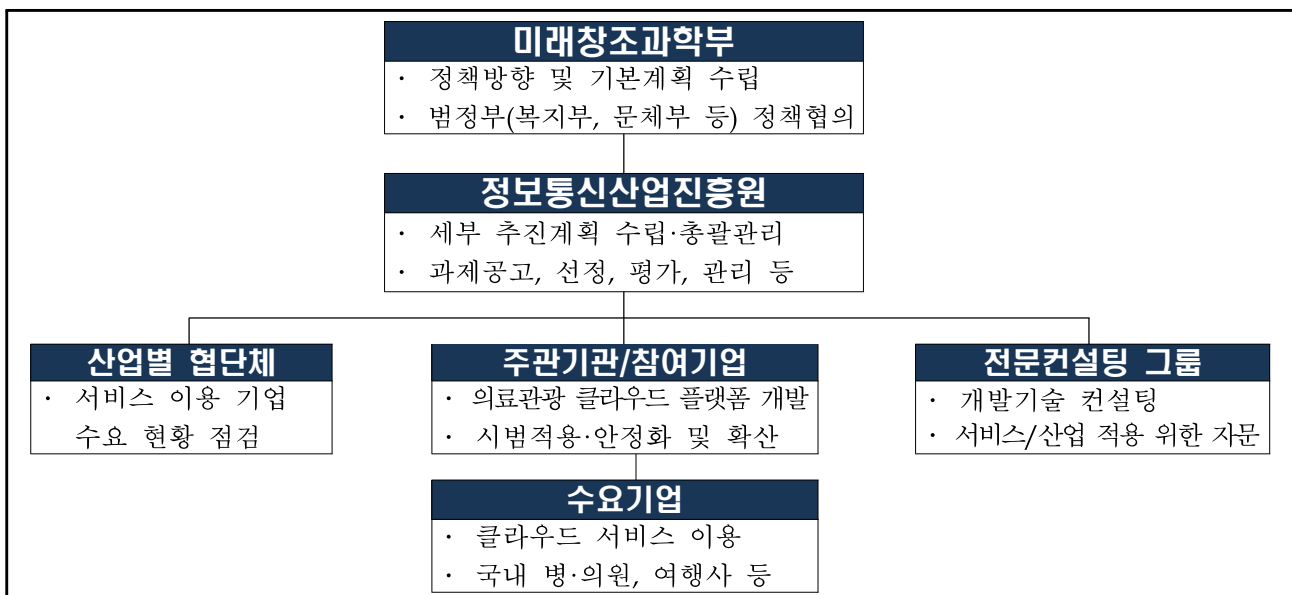 미래창조과학부
· 정책방향 및 기본계획 수립
· 범정부(복지부, 문체부 등) 정책협의
정보통신산업진흥원
· 세부 추진계획 수립·총괄관리
· 과제공고, 선정, 평가, 관리 등
산업별 협단체
· 서비스 이용 기업
수요 현황 점검
주관기관/참여기업
· 의료관광 클라우드 플랫폼 개발
· 시범적용·안정화 및 확산
전문컨설팅 그룹
· 개발기술 컨설팅
· 서비스/산업 적용 위한 자문
수요기업
· 클라우드 서비스 이용
· 국내 병·의원, 여행사 등